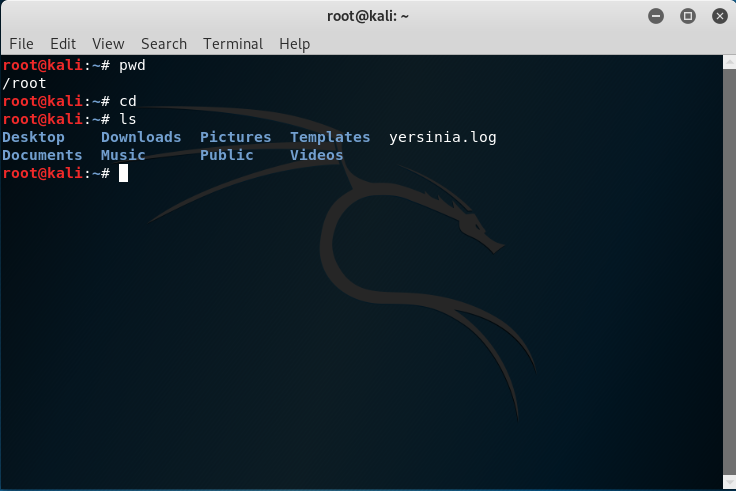 root@kali: ~
File Edit View Search Terminal Help
root@kali:~# pwd
/root
root@kali:~# cd
root@kali:~# ls
Desktop    Downloads  Pictures  Templates  yersinia.log
Documents  Music      Public    Videos
root@kali:~#